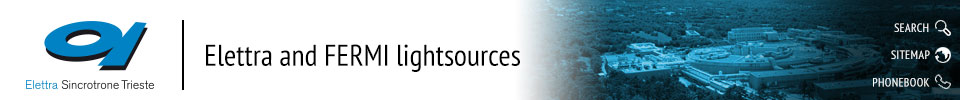 Elettra Sincrotrone Trieste
Elettra and FERMI lightsources
SEARCH
SITEMAP
PHONEBOOK